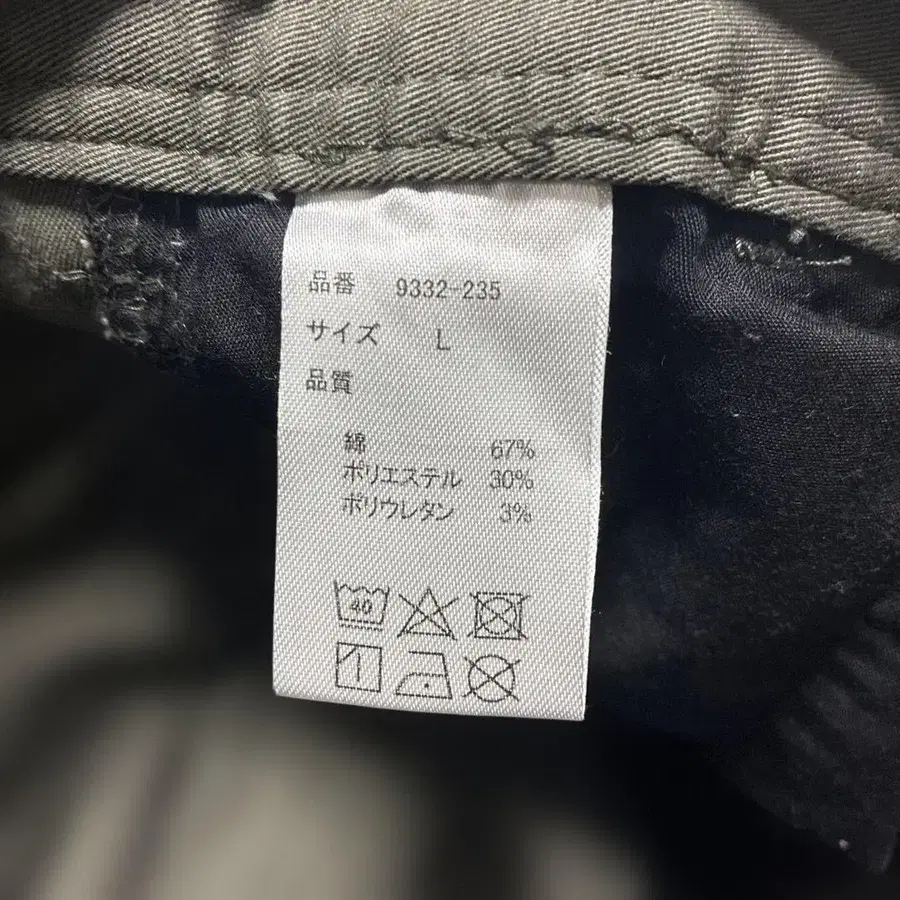 品番 9332-235
サイズ L
品質
綿 67%
ポリエステル 30%
ポリウレタン 3%
40